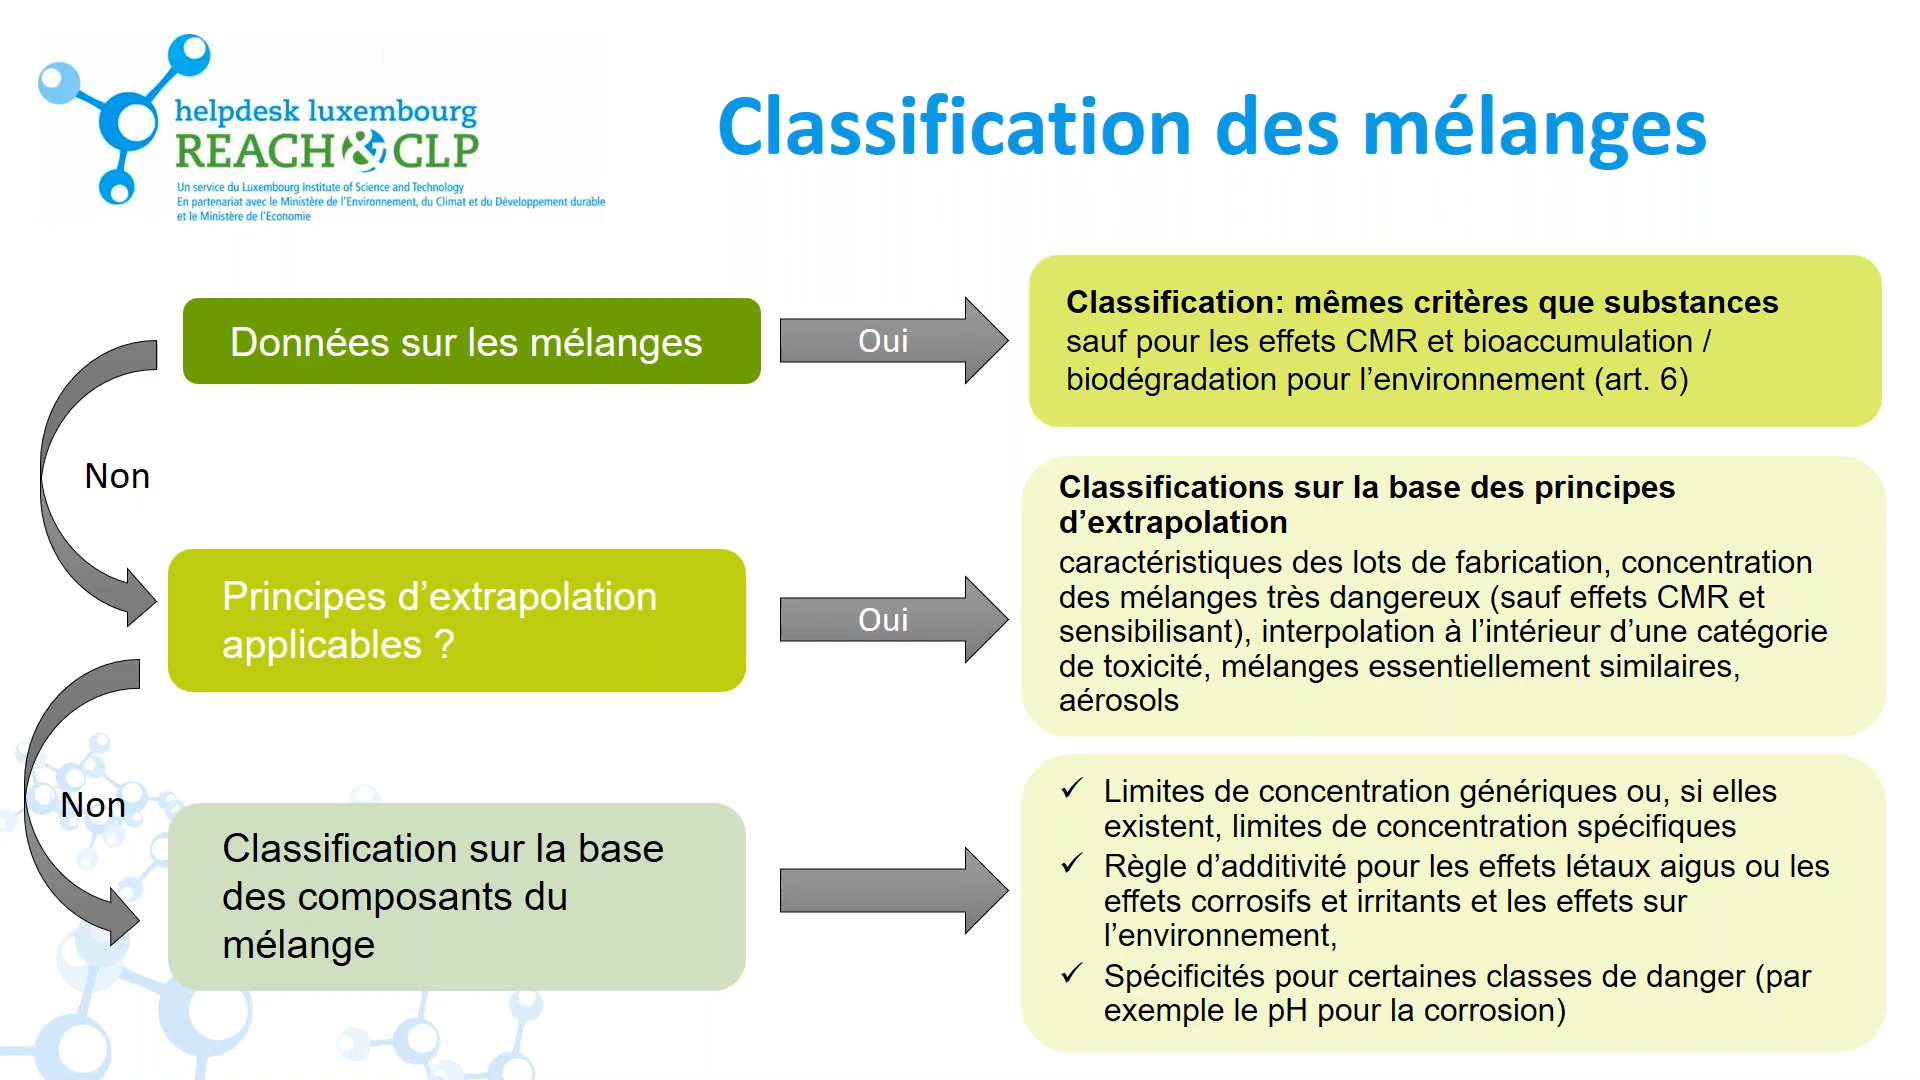 helpdesk luxembourg
REACH & CLP
Un service du Luxembourg Institute of Science and Technology
En partenariat avec le Ministère de l'Environnement, du Climat et du Développement durable
et le Ministère de l'Economie
Classification des mélanges
Données sur les mélanges
Oui
Classification: mêmes critères que substances
sauf pour les effets CMR et bioaccumulation /
biodégradation pour l’environnement (art. 6)
Non
Principes d’extrapolation
applicables ?
Oui
Classifications sur la base des principes
d’extrapolation
caractéristiques des lots de fabrication, concentration
des mélanges très dangereux (sauf effets CMR et
sensibilisant), interpolation à l’intérieur d’une catégorie
de toxicité, mélanges essentiellement similaires,
aérosols
Non
Classification sur la base
des composants du
mélange
✓ Limites de concentration génériques ou, si elles
existent, limites de concentration spécifiques
✓ Règle d’additivité pour les effets létaux aigus ou les
effets corrosifs et irritants et les effets sur
l’environnement,
✓ Spécificités pour certaines classes de danger (par
exemple le pH pour la corrosion)